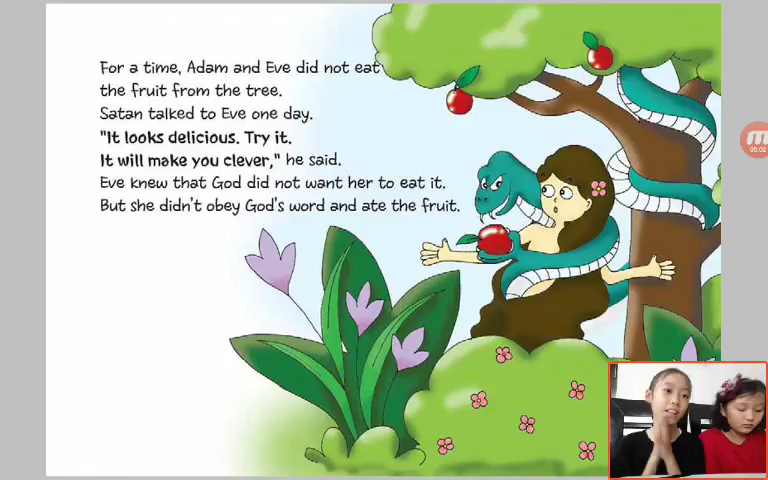 For a time, Adam and Eve did not eat
the fruit from the tree.
Satan talked to Eve one day.
"It looks delicious. Try it.
It will make you clever," he said.
Eve knew that God did not want her to eat it.
But she didn't obey God's word and ate the fruit.
05:02